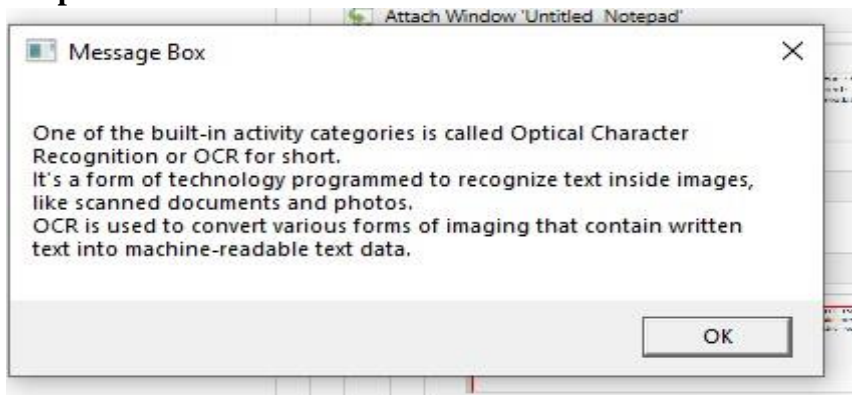 Attach Window 'Untitled Notepad'
Message Box
One of the built-in activity categories is called Optical Character
Recognition or OCR for short.
It's a form of technology programmed to recognize text inside images,
like scanned documents and photos.
OCR is used to convert various forms of imaging that contain written
text into machine-readable text data.
OK